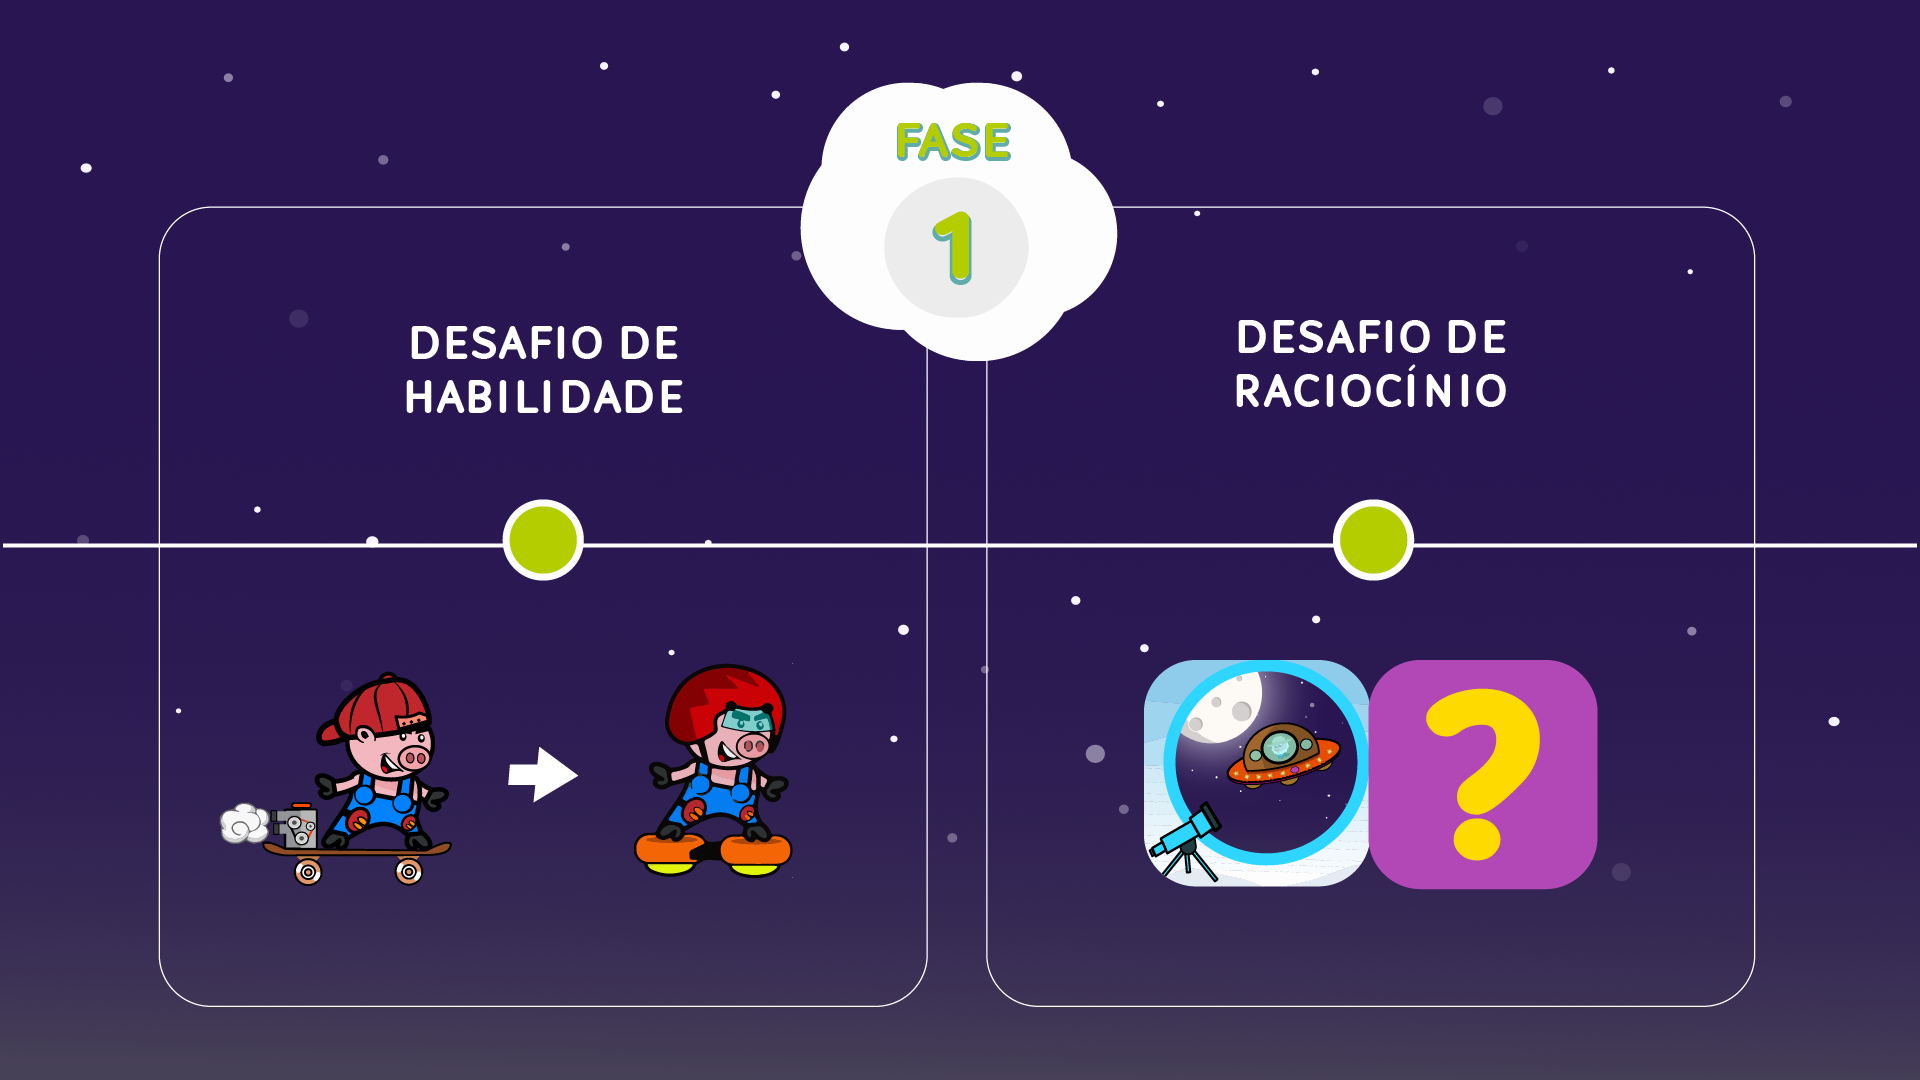 FASE
1
DESAFIO DE
HABILIDADE
DESAFIO DE
RACIOCÍNIO
?